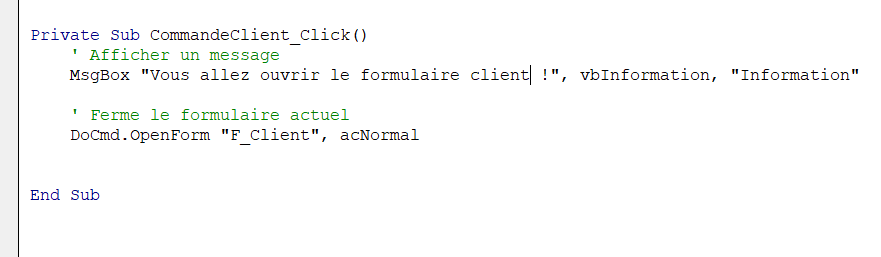 Private Sub CommandeClient_Click()
' Afficher un message
MsgBox "Vous allez ouvrir le formulaire client !", vbInformation, "Information"
' Ferme le formulaire actuel
DoCmd.OpenForm "F_Client", acNormal
End Sub